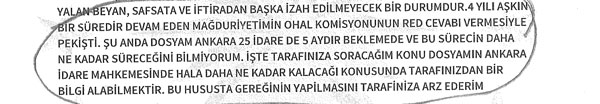 YALAN BEYAN, SAFSATA VE İFTİRADAN BAŞKA İZAH EDİLMEYECEK BİR DURUMDUR.4 YILI AŞKIN
BİR SÜREDİR DEVAM EDEN MAĞDURİYETİMİN OHAL KOMİSYONUNUN RED CEVABI VERMESİYLE
PEKİŞTİ. ŞU ANDA DOSYAM ANKARA 25 İDARE DE 5 AYDIR BEKLEMEDE VE BU SÜRECİN DAHA
NE KADAR SÜRECEĞİNİ BİLMİYORUM. İŞTE TARAFINIZA SORACAĞIM KONU DOSYAMIN ANKARA
İDARE MAHKEMESİNDE HALA DAHA NE KADAR KALACAĞI KONUSUNDA TARAFINIZDAN BİR
BİLGİ ALABİLMEKTİR. BU HUSUSTA GEREĞİNİN YAPILMASINI TARAFINIZA ARZ EDERİM